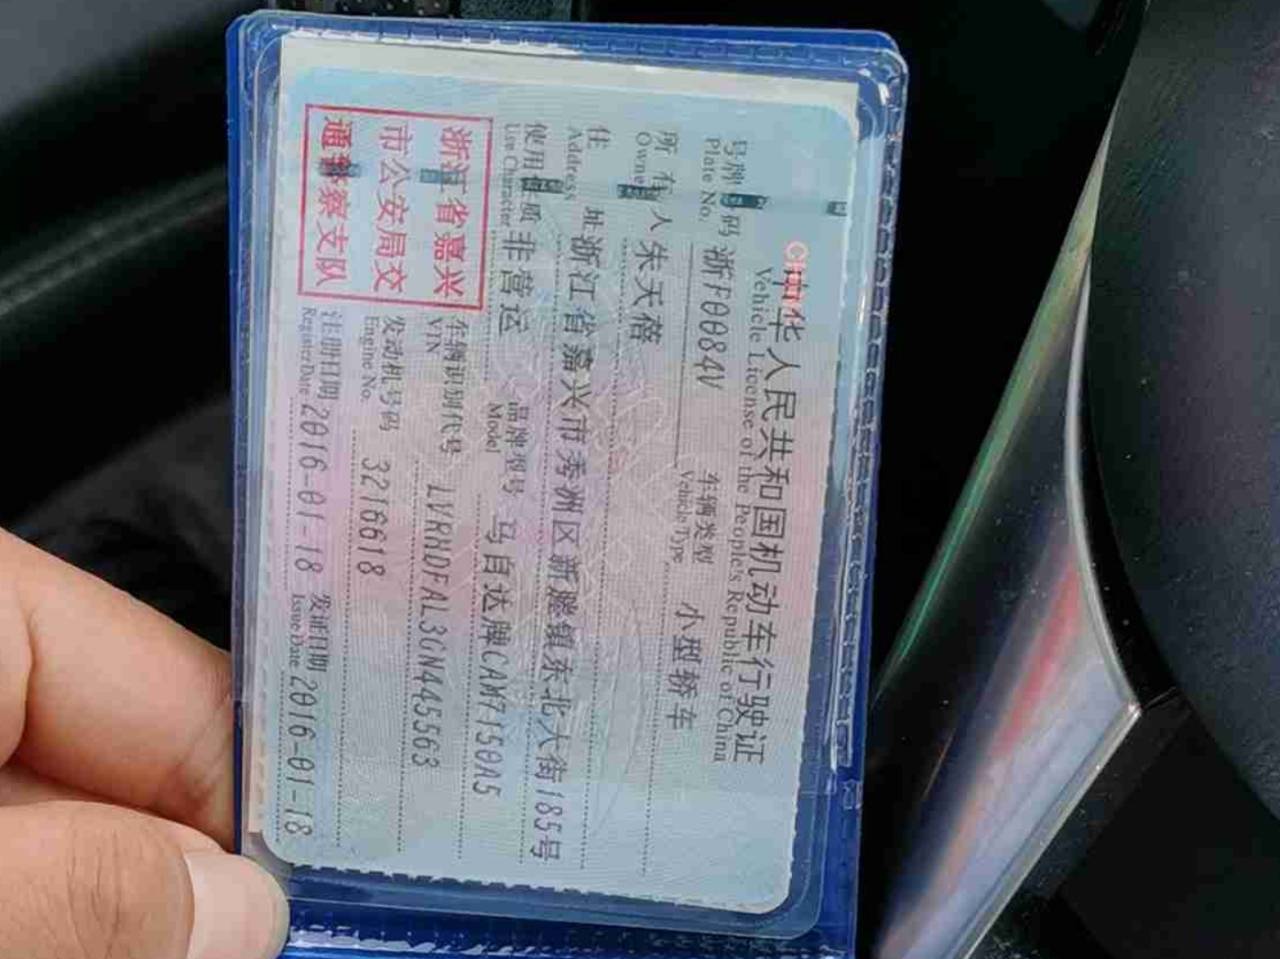 中华人民共和国机动车行驶证
Vehicle License of the People's Republic of China
号牌号码 浙F0084V 车辆类型 小型轿车
Plate No. Vehicle Type
所有人 朱天蓓
Owner
住址 浙江省嘉兴市秀洲区新塍镇东北大街185号
Address
使用性质 非营运 品牌型号 马自达牌CAM7150A5
Use Character Model
浙江省嘉兴
市公安局交
通警察支队
车辆识别代号 LVRHDFAL3GN445563
VIN
发动机号码 3216618
Engine No.
注册日期 2016-01-18 发证日期 2016-01-18
Register Date Issue Date